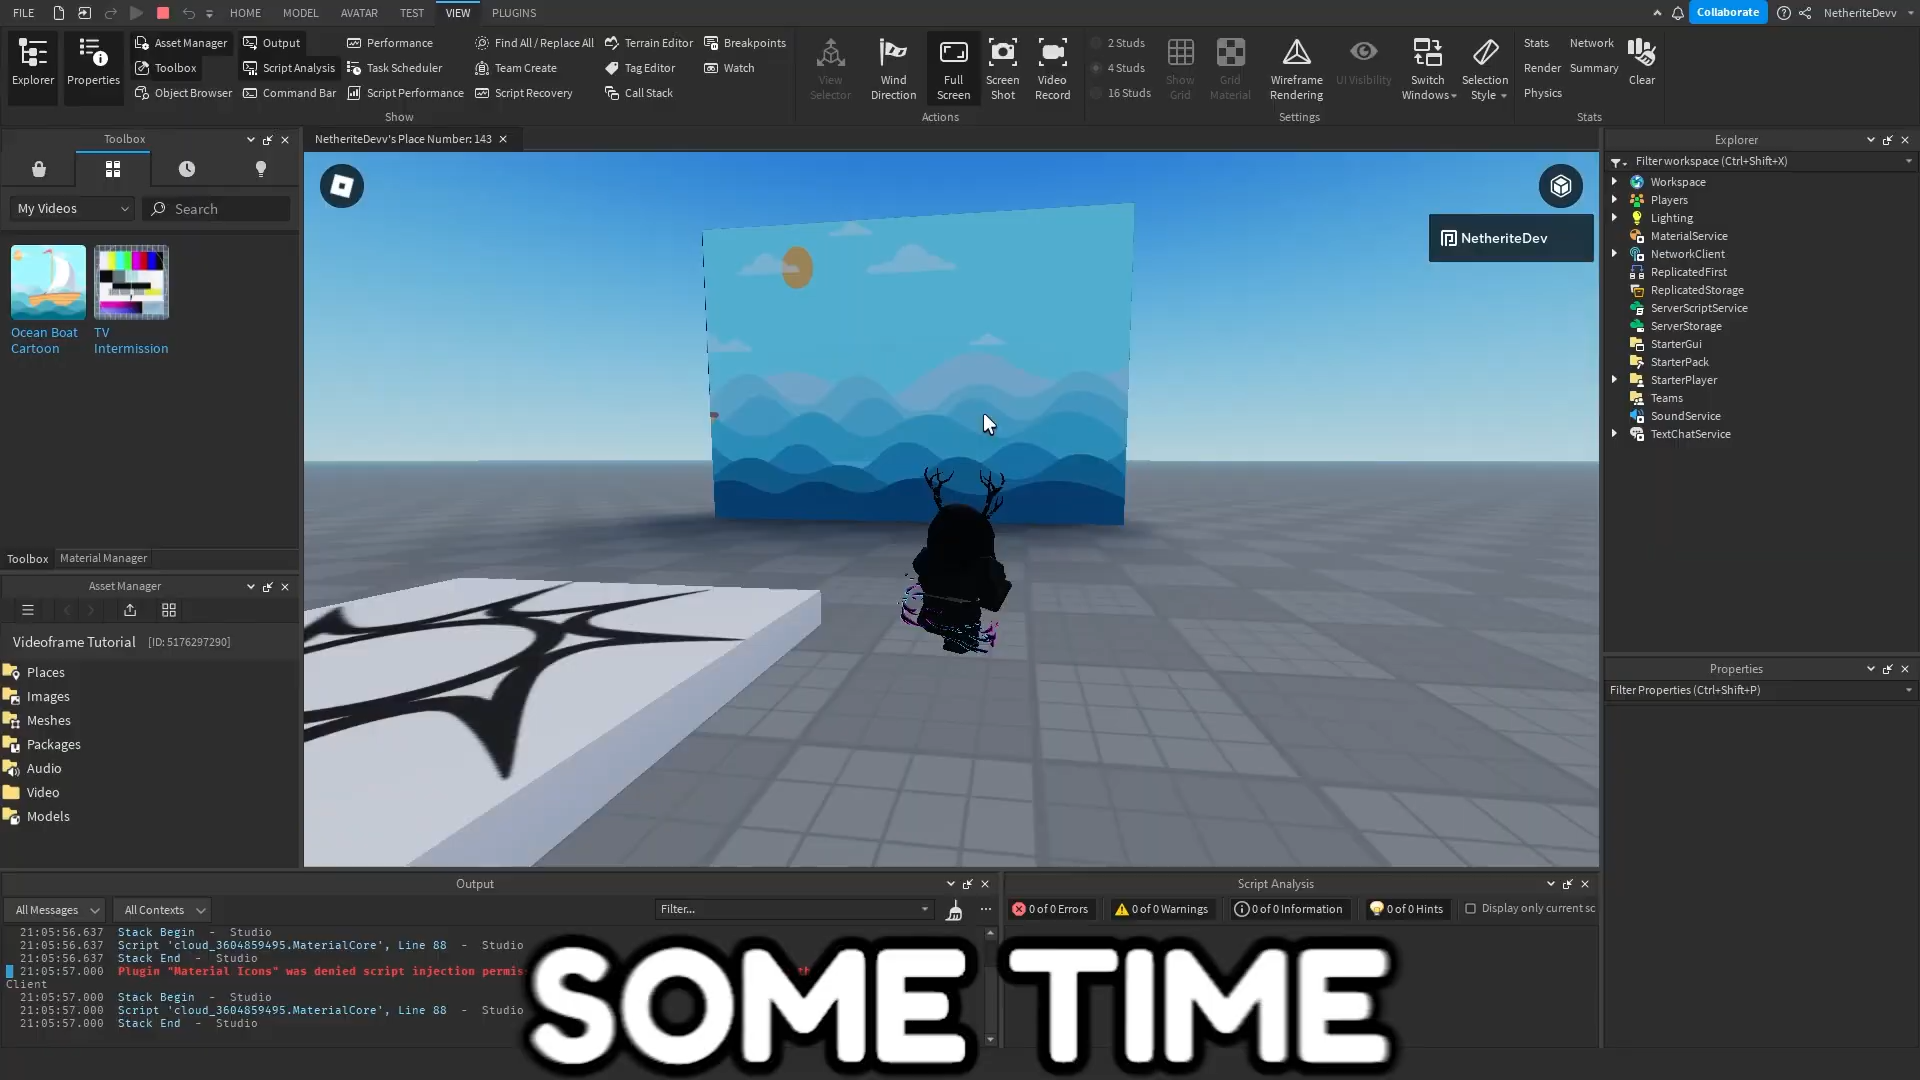 FILE HOME MODEL AVATAR TEST VIEW PLUGINS Collaborate NetheriteDevv
Explorer
Properties
Asset Manager
Toolbox
Object Browser
Output
Script Analysis
Command Bar
Performance
Task Scheduler
Script Performance
Find All / Replace All
Team Create
Script Recovery
Terrain Editor
Tag Editor
Call Stack
Breakpoints
Watch
Show
View
Selector
Wind
Direction
Full
Screen
Screen
Shot
Video
Record
Actions
2 Studs
4 Studs
16 Studs
Show
Grid
Grid
Material
Wireframe
Rendering
UI Visibility
Switch
Windows
Selection
Style
Settings
Stats
Render
Physics
Network
Summary
Clear
Stats
Toolbox
My Videos
Search
Ocean Boat
Cartoon
TV
Intermission
Toolbox Material Manager
Asset Manager
Videoframe Tutorial [ID: 5176297290]
Places
Images
Meshes
Packages
Audio
Video
Models
NetheriteDevv's Place Number: 143
NetheriteDev
Explorer
Filter workspace (Ctrl+Shift+X)
Workspace
Players
Lighting
MaterialService
NetworkClient
ReplicatedFirst
ReplicatedStorage
ServerScriptService
ServerStorage
StarterGui
StarterPack
StarterPlayer
Teams
SoundService
TextChatService
Properties
Filter Properties (Ctrl+Shift+P)
Output
All Messages All Contexts Filter...
21:05:56.637 Stack Begin - Studio
21:05:56.637 Script 'cloud_3604859495.MaterialCore', Line 88 - Studio
21:05:56.637 Stack End - Studio
21:05:57.000 Plugin "Material Icons" was denied script injection
Client
21:05:57.000 Stack Begin - Studio
21:05:57.000 Script 'cloud_3604859495.MaterialCore', Line 88 - Studio
21:05:57.000 Stack End - Studio
Script Analysis
0 of 0 Errors 0 of 0 Warnings 0 of 0 Information 0 of 0 Hints Display only current sc
SOME TIME